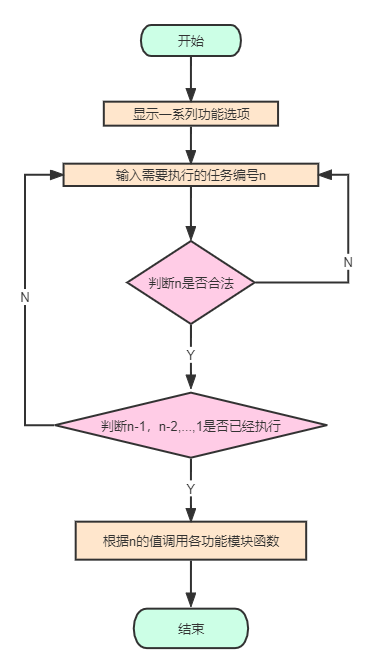 开始
显示一系列功能选项
输入需要执行的任务编号n
判断n是否合法
N
N
Y
判断n-1，n-2,...,1是否已经执行
Y
根据n的值调用各功能模块函数
结束